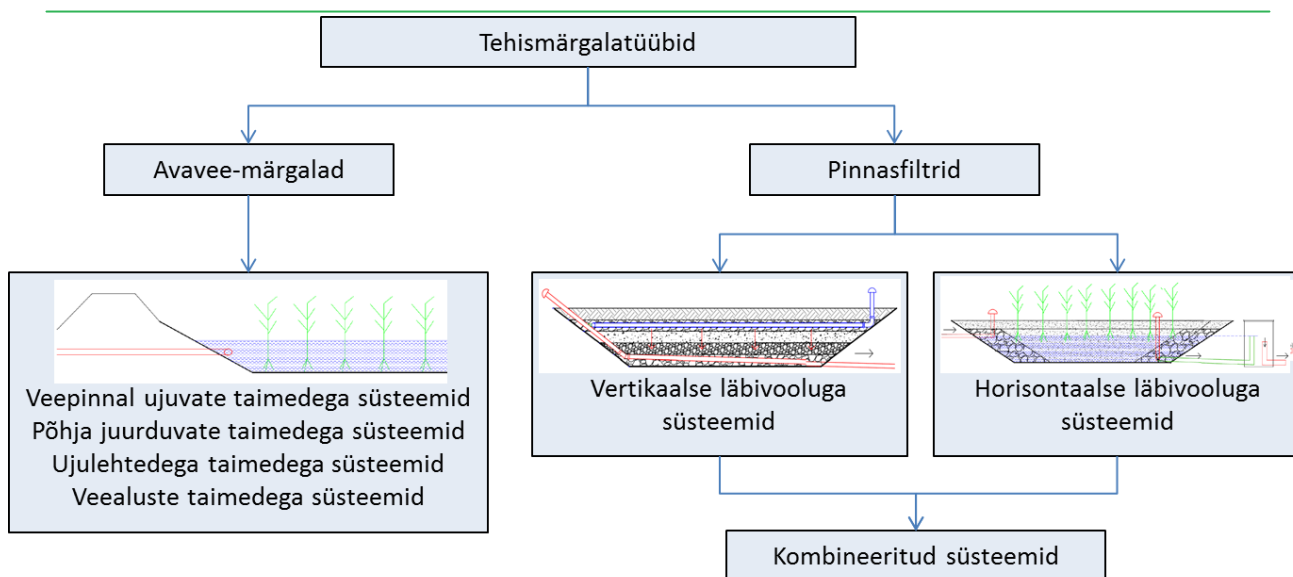 Tehismärgalatüübid
Avavee-märgalad
Pinnasfiltrid
Veepinnal ujuvate taimedega süsteemid
Põhja juurduvate taimedega süsteemid
Ujulehtedega taimedega süsteemid
Veealuste taimedega süsteemid
Vertikaalse läbivooluga
süsteemid
Horisontaalse läbivooluga
süsteemid
Kombineeritud süsteemid